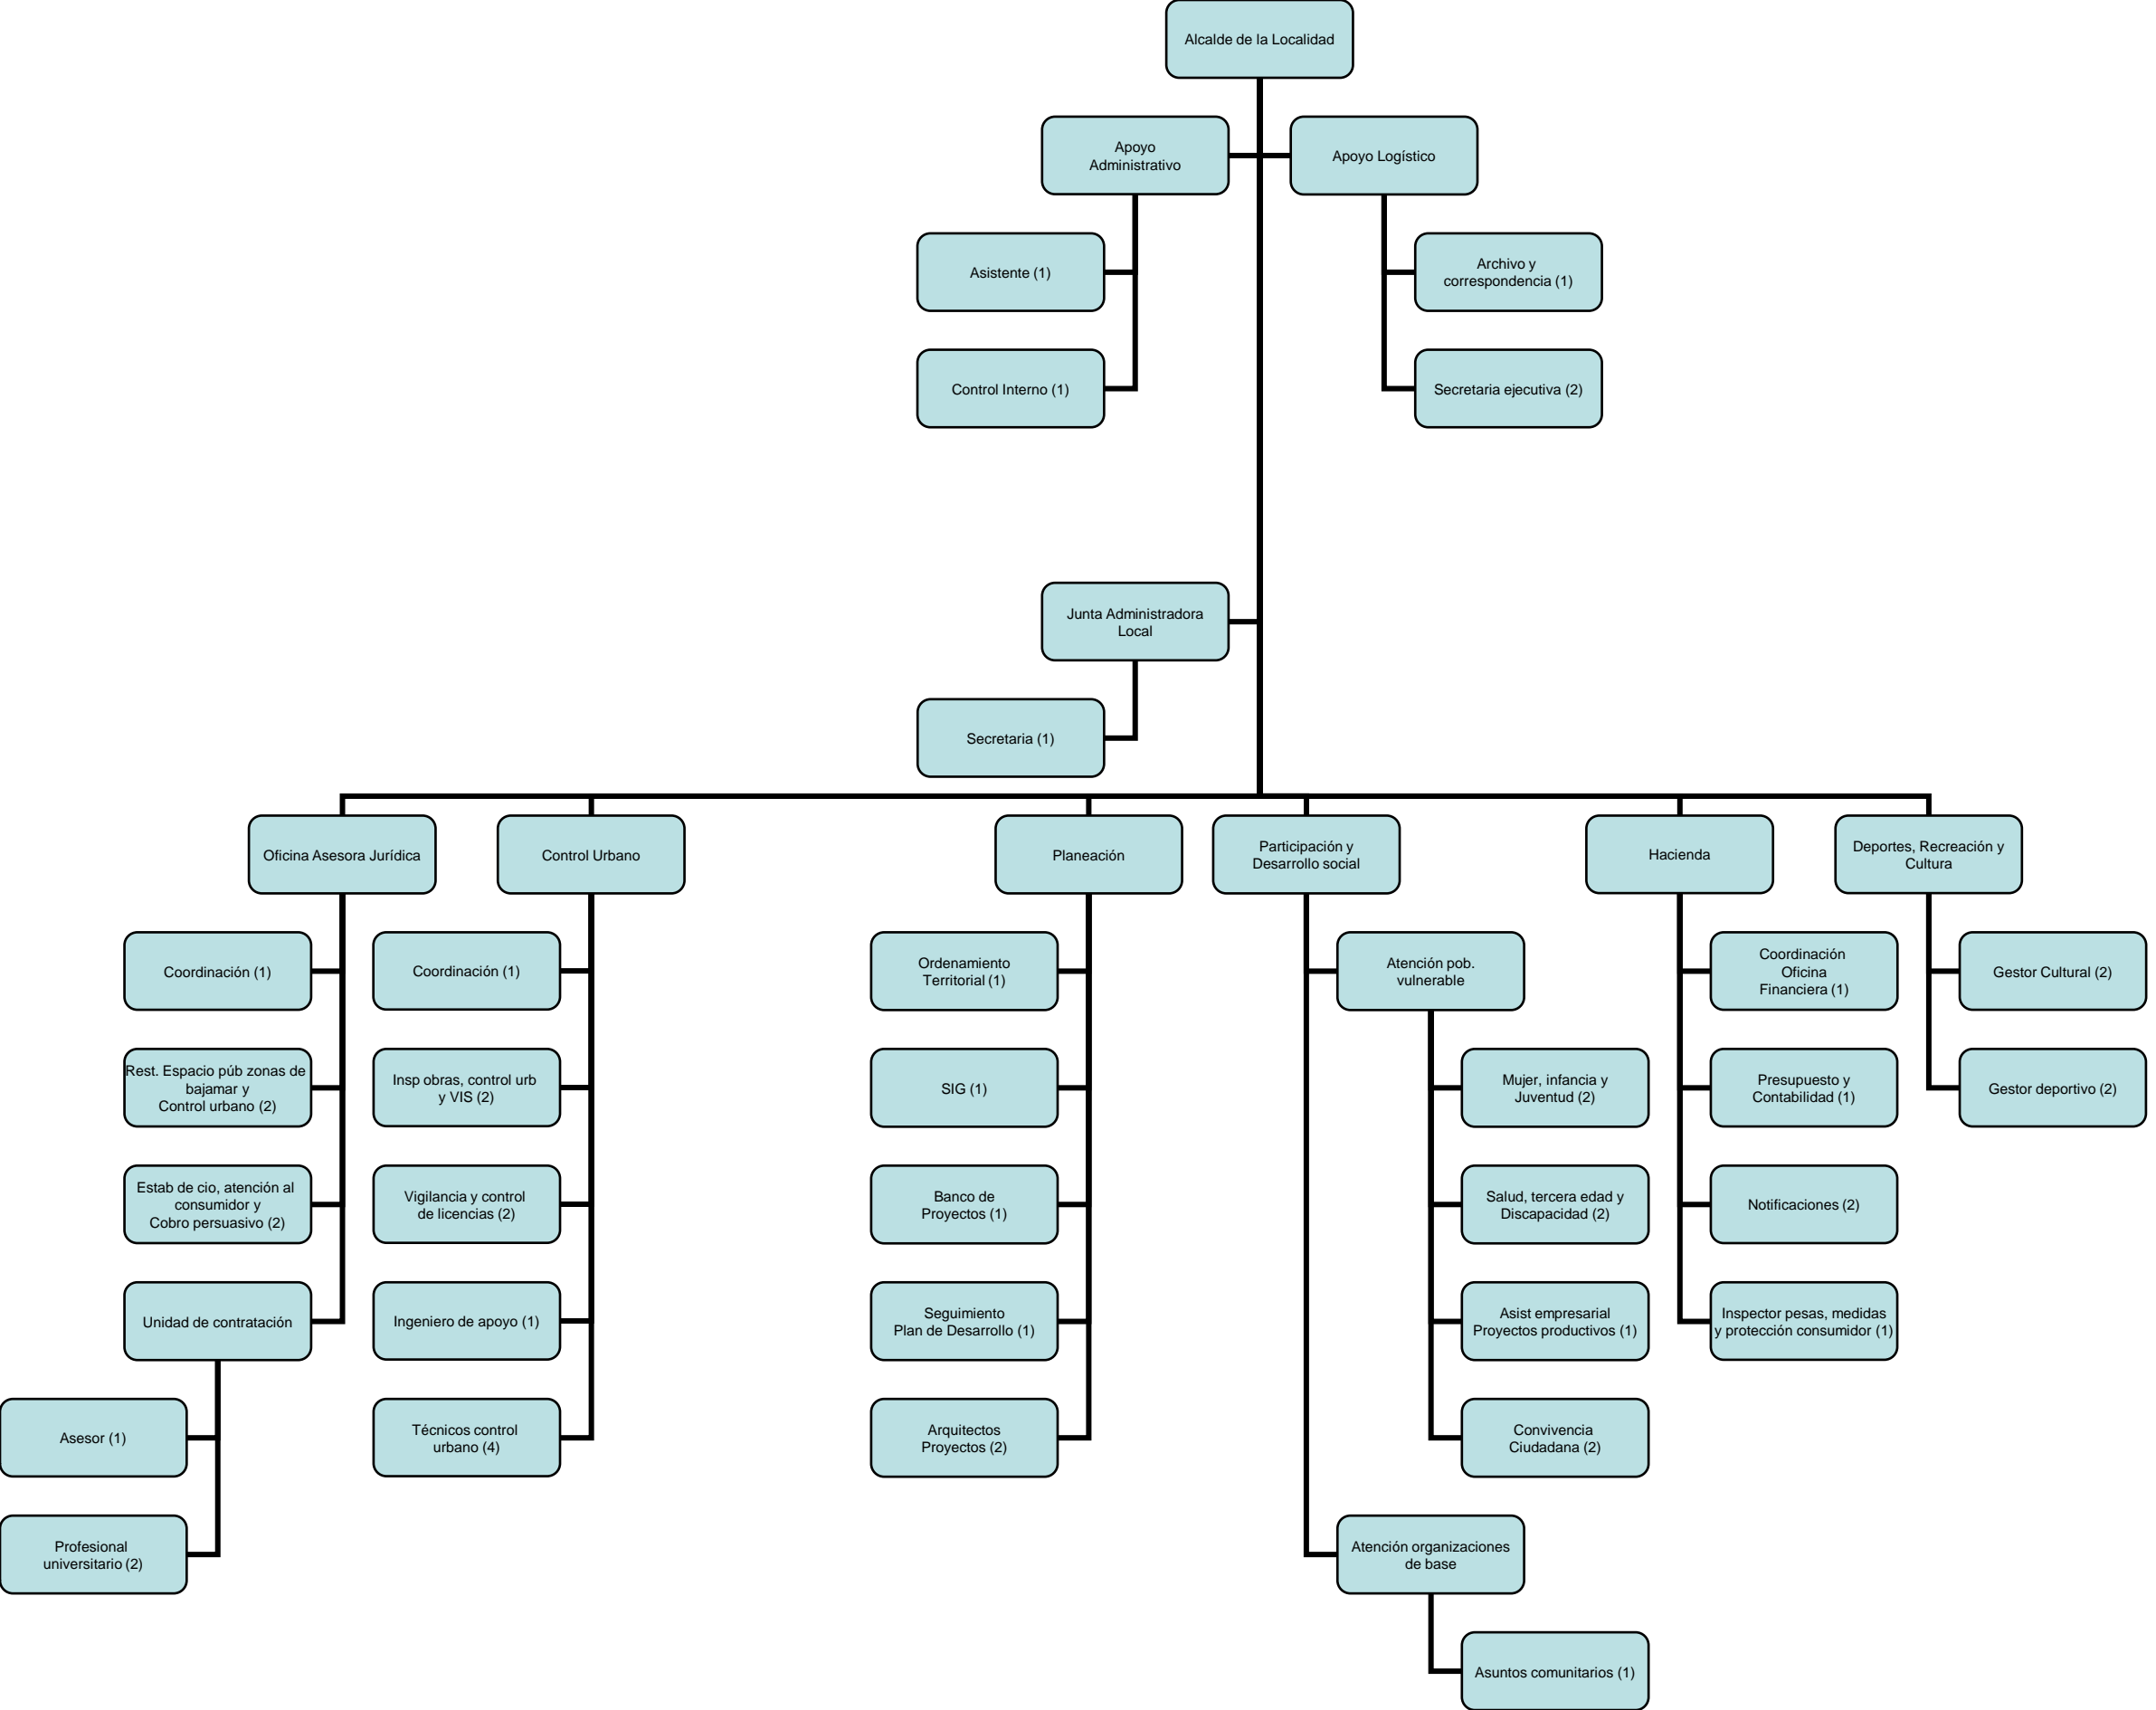 Alcalde de la Localidad
Apoyo
Administrativo
Apoyo Logístico
Asistente (1)
Archivo y
correspondencia (1)
Control Interno (1)
Secretaria ejecutiva (2)
Junta Administradora
Local
Secretaria (1)
Oficina Asesora Jurídica
Control Urbano
Planeación
Participación y
Desarrollo social
Hacienda
Deportes, Recreación y
Cultura
Coordinación (1)
Rest. Espacio púb zonas de
bajamar y
Control urbano (2)
Estab de cio, atención al
consumidor y
Cobro persuasivo (2)
Unidad de contratación
Asesor (1)
Profesional
universitario (2)
Coordinación (1)
Insp obras, control urb
y VIS (2)
Vigilancia y control
de licencias (2)
Ingeniero de apoyo (1)
Técnicos control
urbano (4)
Ordenamiento
Territorial (1)
SIG (1)
Banco de
Proyectos (1)
Seguimiento
Plan de Desarrollo (1)
Arquitectos
Proyectos (2)
Atención pob.
vulnerable
Mujer, infancia y
Juventud (2)
Salud, tercera edad y
Discapacidad (2)
Asist empresarial
Proyectos productivos (1)
Convivencia
Ciudadana (2)
Atención organizaciones
de base
Asuntos comunitarios (1)
Coordinación
Oficina
Financiera (1)
Presupuesto y
Contabilidad (1)
Notificaciones (2)
Inspector pesas, medidas
y protección consumidor (1)
Gestor Cultural (2)
Gestor deportivo (2)